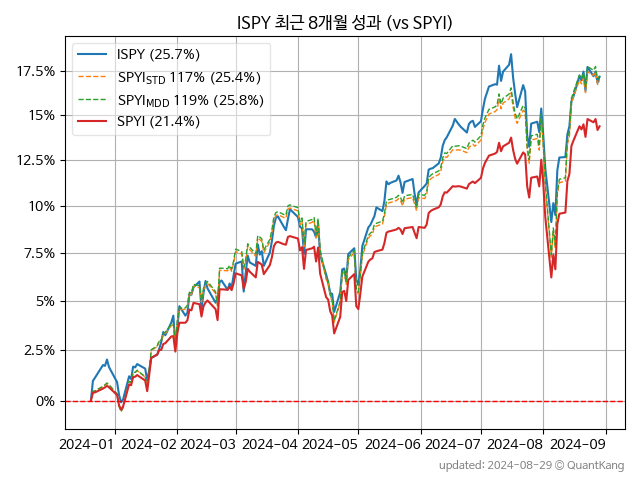 ISPY 최근 8개월 성과 (vs SPYI)
ISPY (25.7%)
SPYISTD 117% (25.4%)
SPYIMDD 119% (25.8%)
SPYI (21.4%)
17.5%
15%
12.5%
10%
7.5%
5%
2.5%
0%
2024-01 2024-02 2024-03 2024-04 2024-05 2024-06 2024-07 2024-08 2024-09
updated: 2024-08-29 © QuantKang